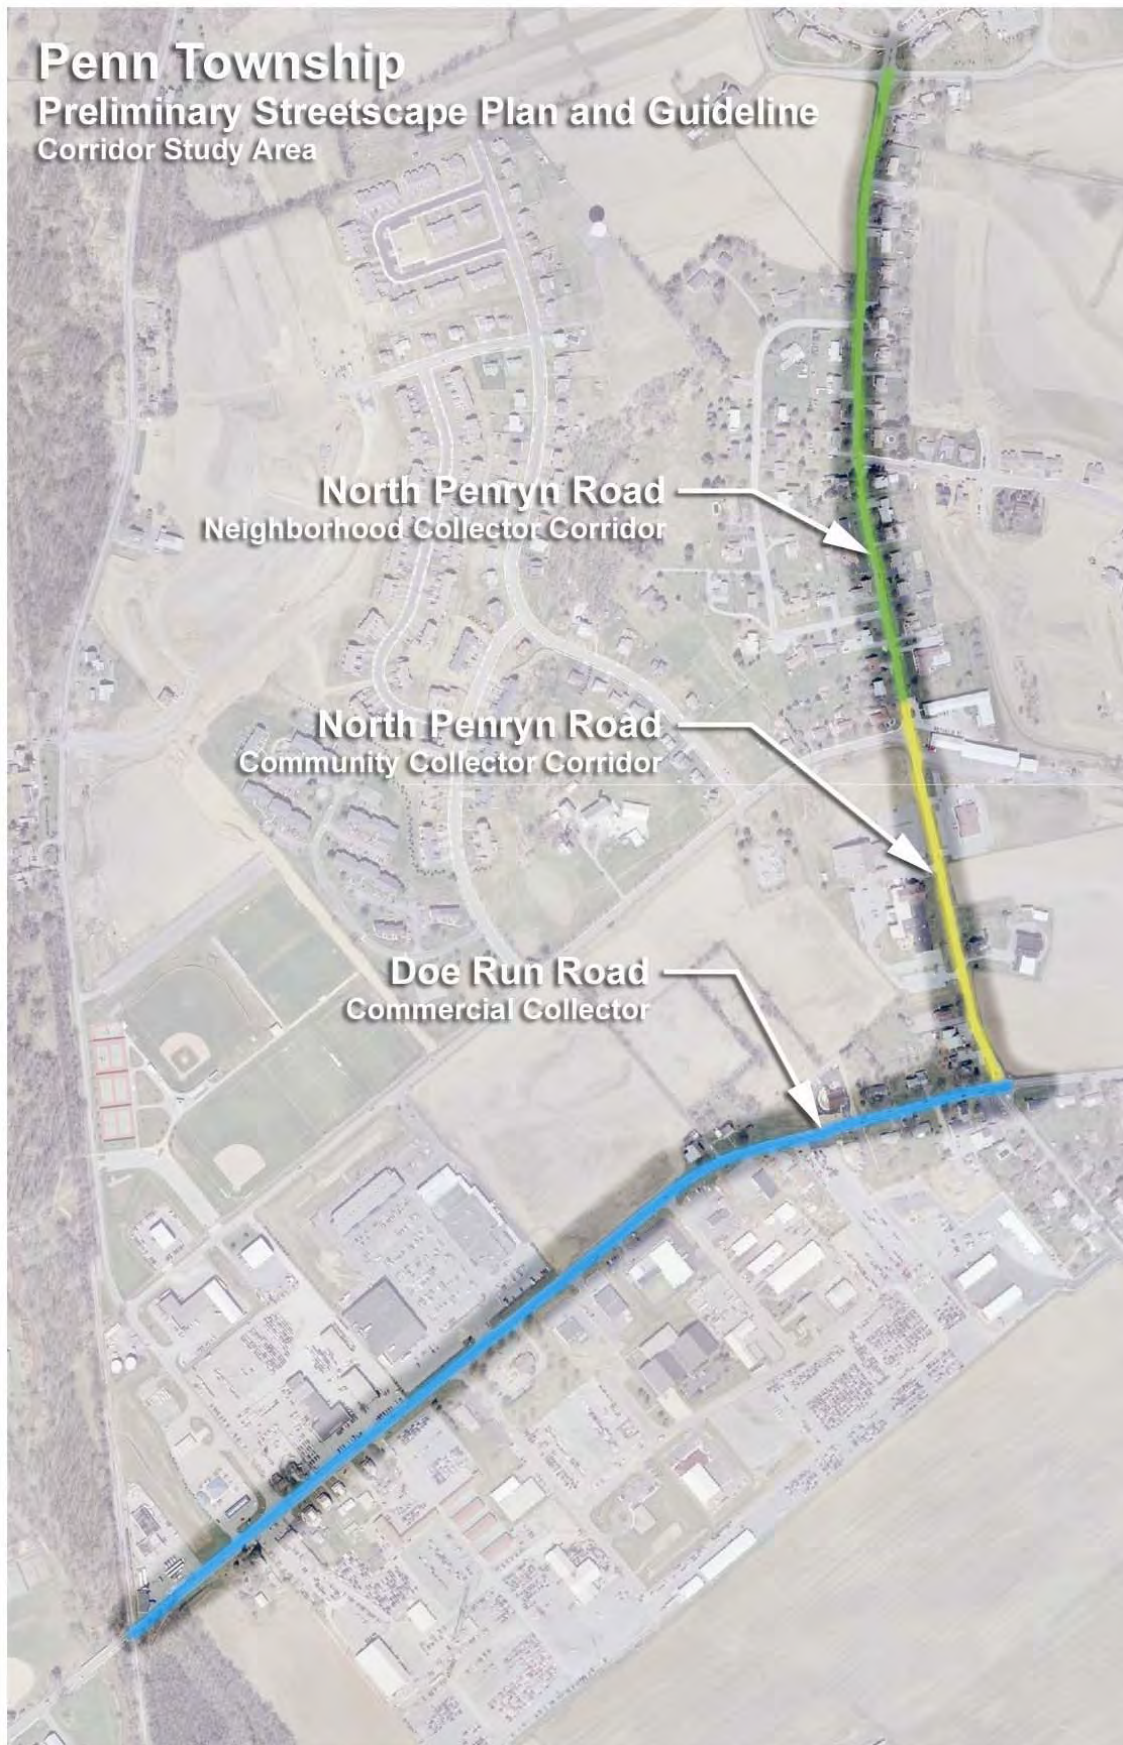 Penn Township
Preliminary Streetscape Plan and Guideline
Corridor Study Area
North Penryn Road
Neighborhood Collector Corridor
North Penryn Road
Community Collector Corridor
Doe Run Road
Commercial Collector